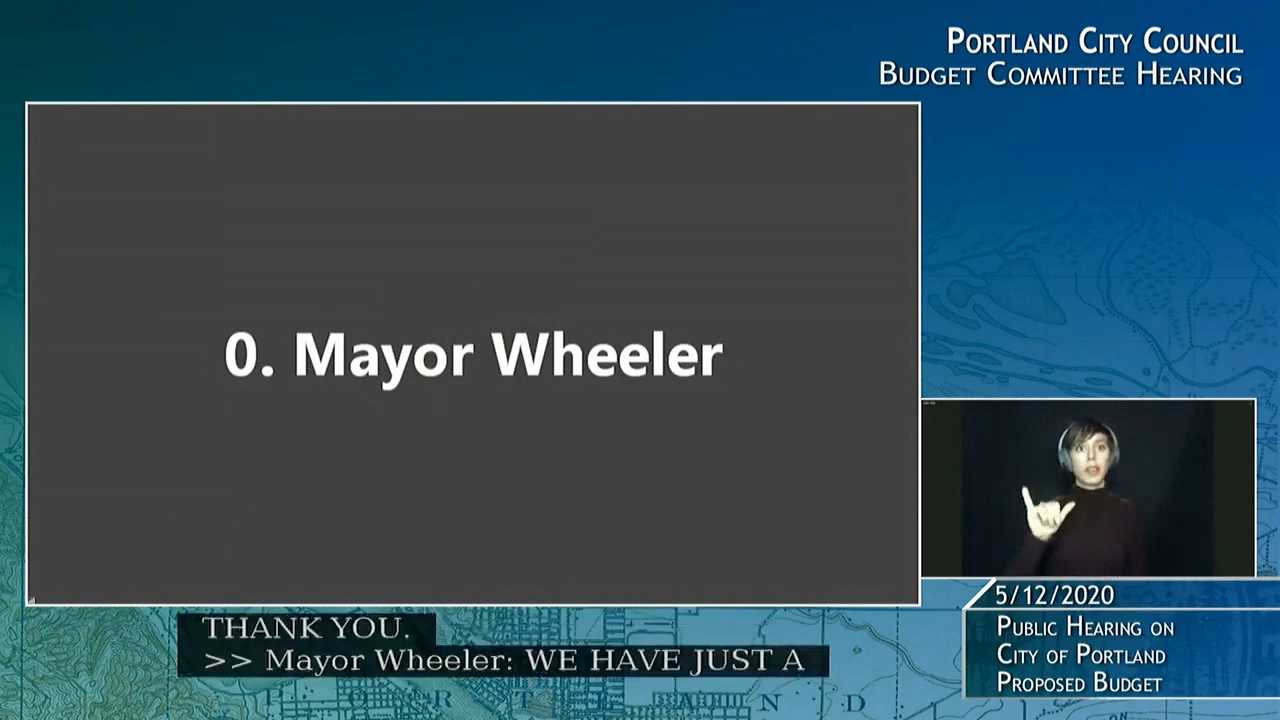 PORTLAND CITY COUNCIL
BUDGET COMMITTEE HEARING
0. Mayor Wheeler
THANK YOU.
>> Mayor Wheeler: WE HAVE JUST A
5/12/2020
PUBLIC HEARING ON
CITY OF PORTLAND
PROPOSED BUDGET
P O R T L A N D
ON